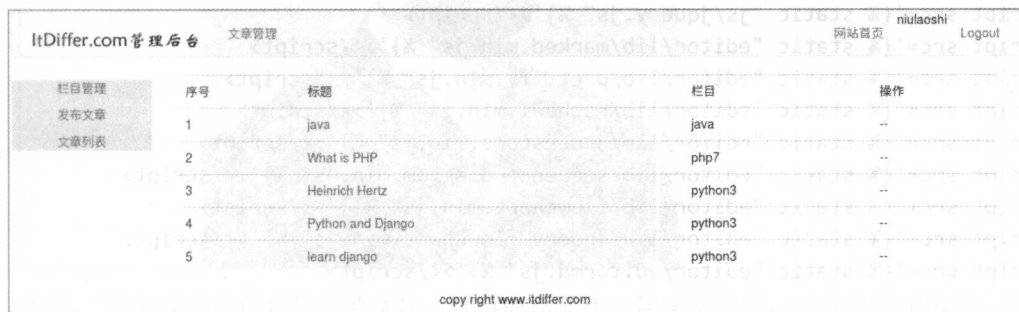 niulaoshi
ItDiffer.com管理后台 文章管理 网站首页 Logout
栏目管理
发布文章
文章列表
序号 标题 栏目 操作
1 java java
2 What is PHP php7 --
3 Heinrich Hertz python3 --
4 Python and Django python3 --
5 learn django python3 --
copy right www.itdiffer.com